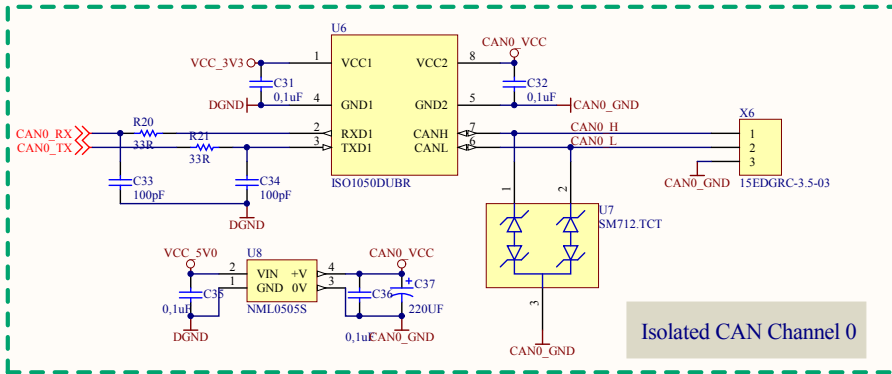 U6
CAN0_VCC
VCC_3V3
1
VCC1
VCC2
8
C31
0,1uF
C32
0,1uF
DGND
4
GND1
GND2
5
CAN0_GND
X6
CAN0_RX
R20
33R
2
RXD1
CANH
7
CAN0_H
1
CAN0_TX
R21
33R
3
TXD1
CANL
6
CAN0_L
2
3
CAN0_GND
15EDGRC-3.5-03
C33
100pF
C34
100pF
ISO1050DUBR
1
2
DGND
U7
SM712.TCT
VCC_5V0
U8
CAN0_VCC
2
VIN
+V
4
1
GND
0V
3
C35
0,1uF
NML0505S
C36
0,1uF
+
C37
220UF
3
DGND
CAN0_GND
CAN0_GND
Isolated CAN Channel 0